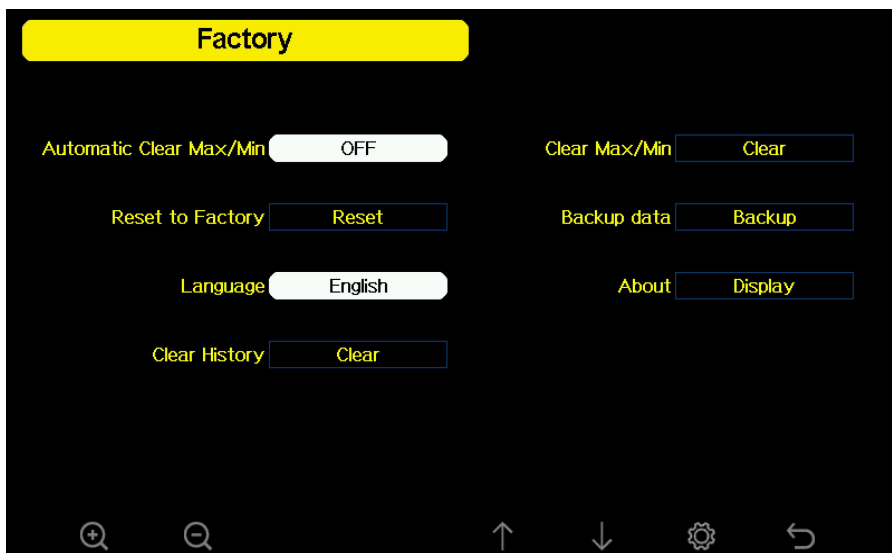 Factory
Automatic Clear Max/Min OFF Clear Max/Min Clear
Reset to Factory Reset Backup data Backup
Language English About Display
Clear History Clear